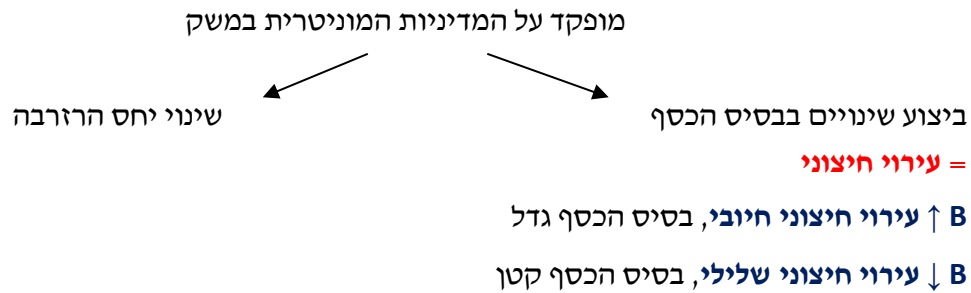 מופקד על המדיניות המוניטרית במשק
ביצוע שינויים בבסיס הכסף
שינוי יחס הרזרבה
= עירוי חיצוני
B ↑ עירוי חיצוני חיובי, בסיס הכסף גדל
B ↓ עירוי חיצוני שלילי, בסיס הכסף קטן